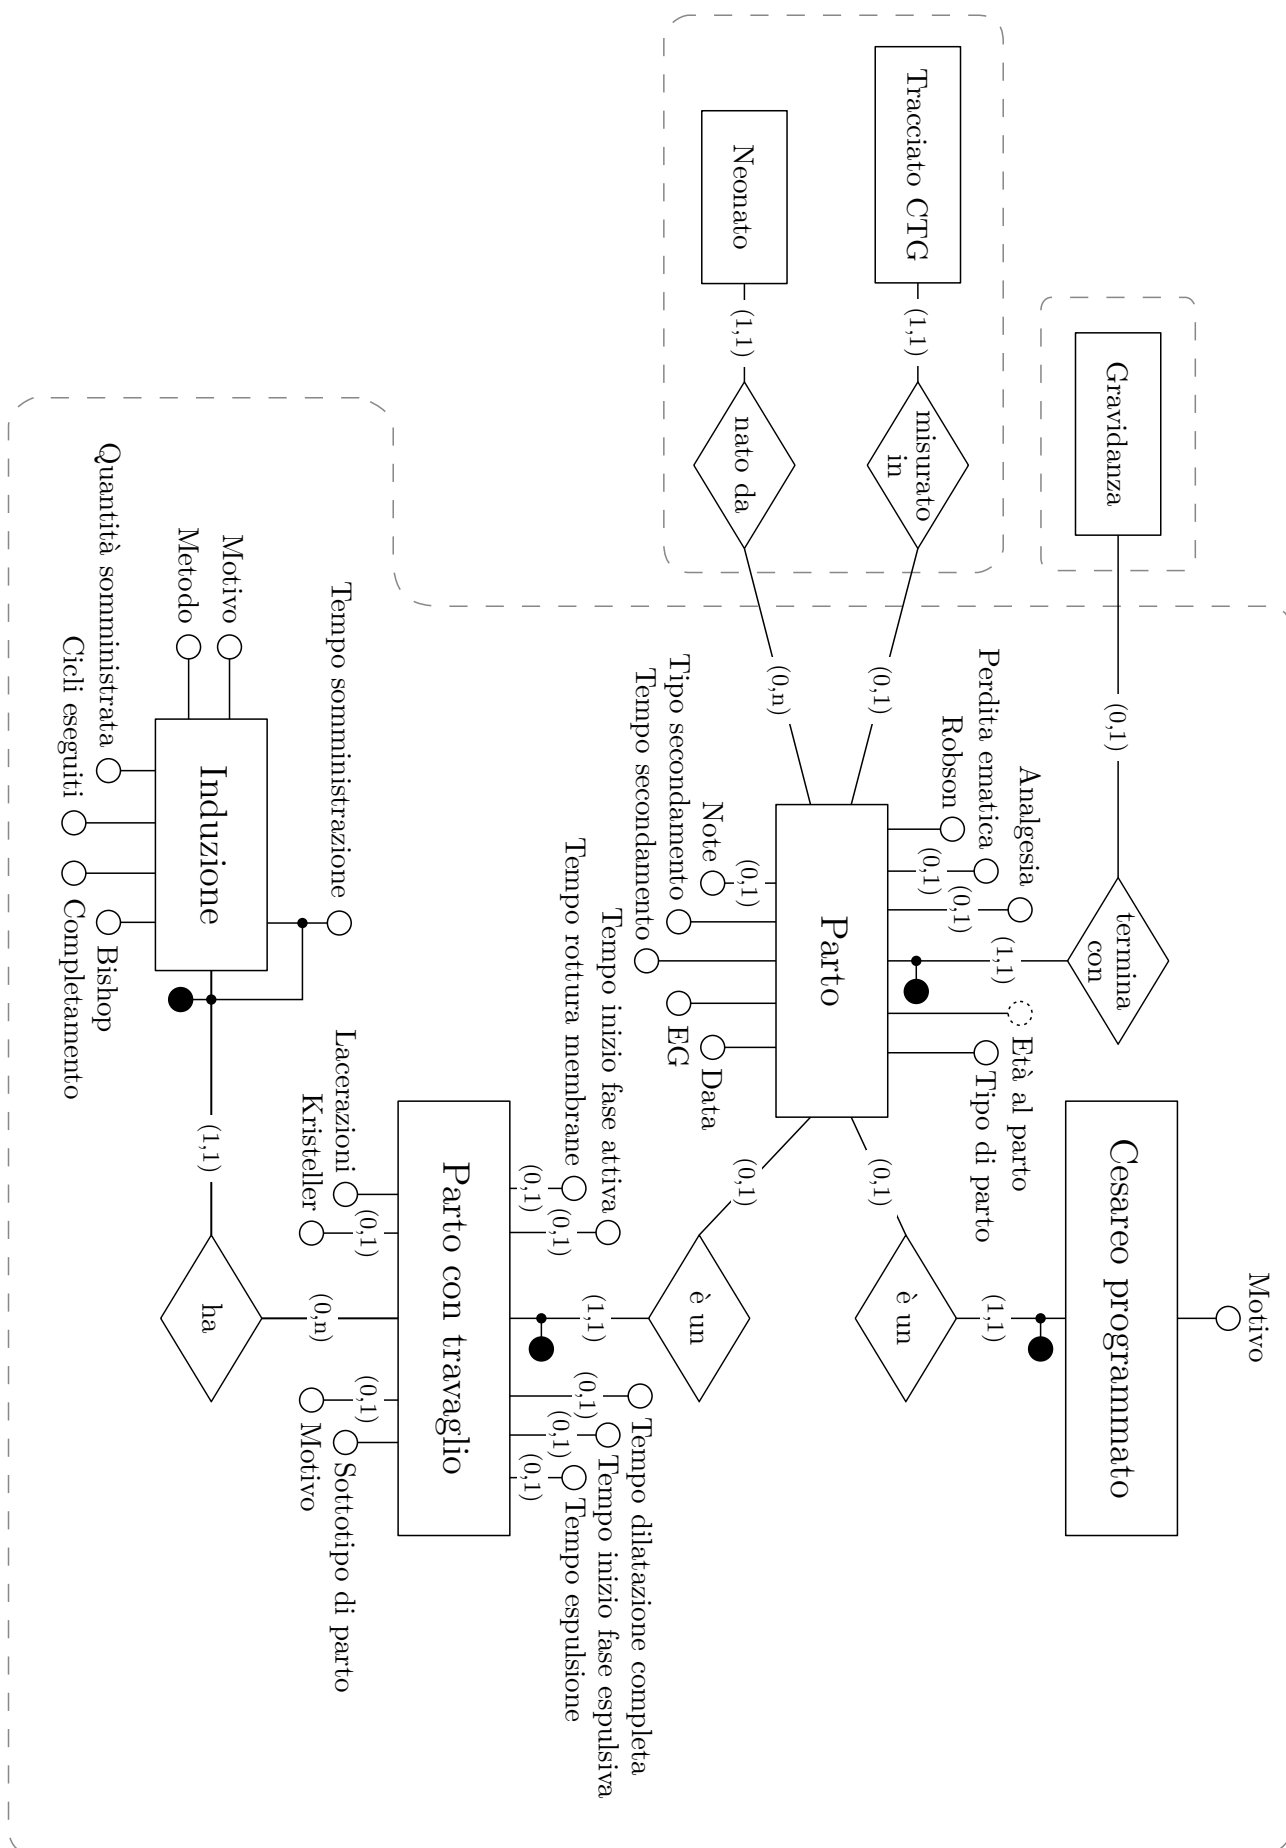 Motivo
Cesareo programmato
(1,1)
è un
(0,1)
Gravidanza
(0,1)
termina
con
(1,1)
Analgesia
(0,1)
Perdita ematica
(0,1)
Robson
Età al parto
Tipo di parto
Tracciato CTG
(1,1)
misurato
in
(0,1)
Neonato
(1,1)
nato da
(0,n)
Parto
Note
(0,1)
Tipo secondamento
Tempo secondamento
EG
Data
(0,1)
è un
(1,1)
Tempo inizio fase attiva
(0,1)
Tempo rottura membrane
(0,1)
Tempo dilatazione completa
(0,1)
Tempo inizio fase espulsiva
(0,1)
Tempo espulsione
(0,1)
Parto con travaglio
Lacerazioni
Kristeller
(0,1)
(0,n)
(0,1)
Sottotipo di parto
Motivo
ha
(1,1)
Tempo somministrazione
Motivo
Metodo
Induzione
Quantità somministrata
Cicli eseguiti
Bishop
Completamento